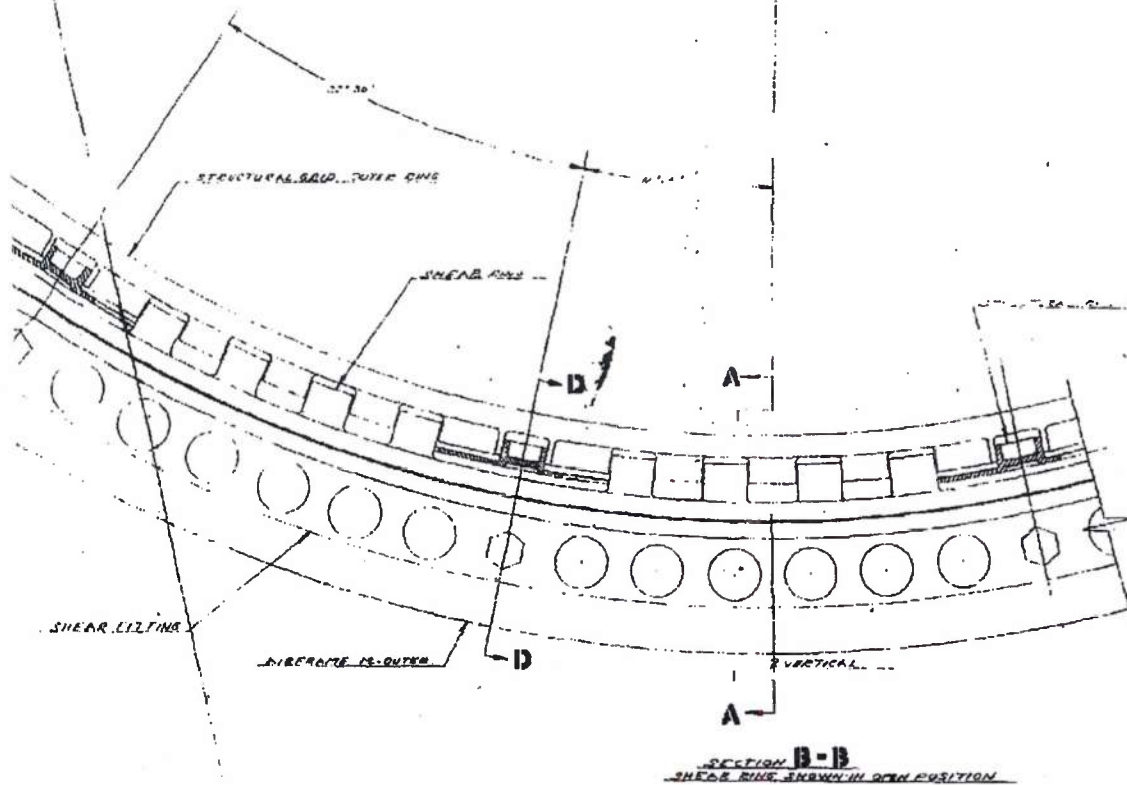 22°30'
STRUCTURAL GRID OUTER RING
SHEAR RING
D
A
SHEAR FITTING
AIRFRAME M-OUTER
D
VERTICAL
A
SECTION B-B
SHEAR RING SHOWN IN OPEN POSITION